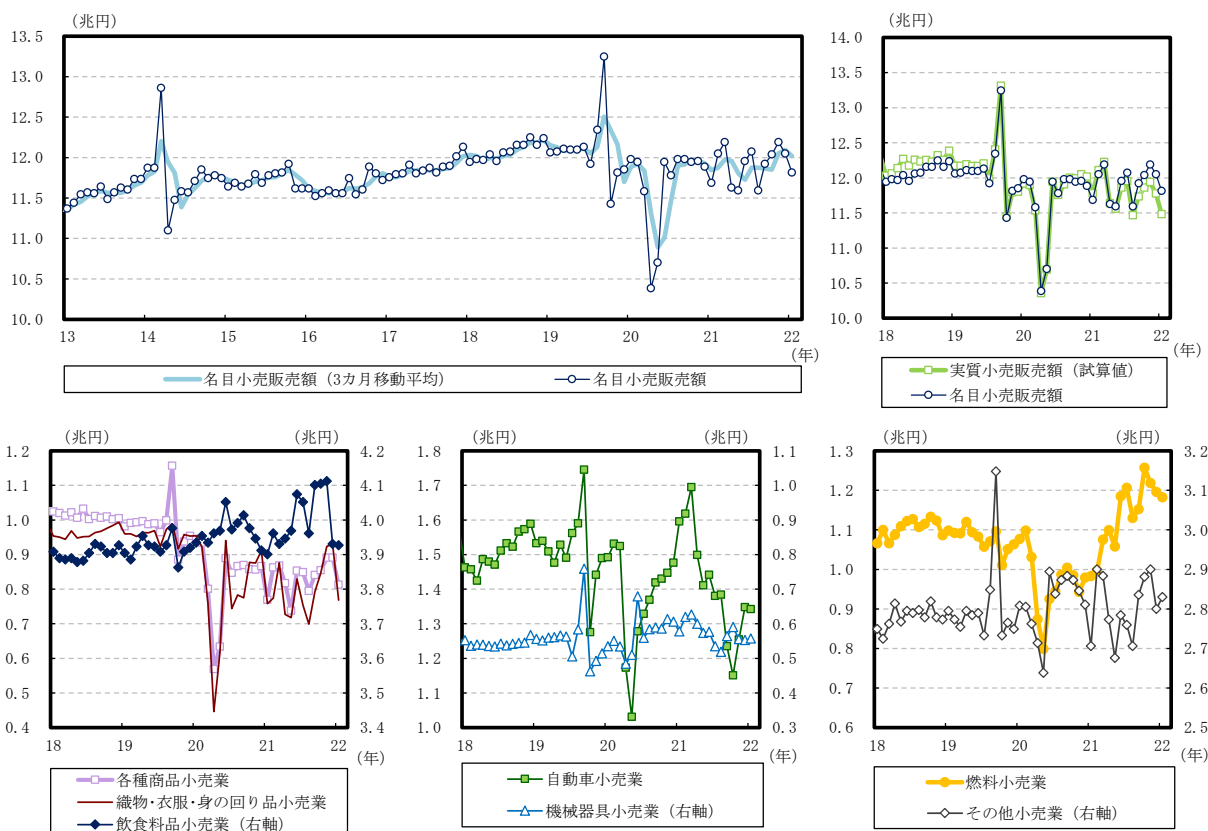 （兆円）
13.5
13.0
12.5
12.0
11.5
11.0
10.5
10.0
13 14 15 16 17 18 19 20 21 22
（年）
名目小売販売額（3カ月移動平均） 名目小売販売額
（兆円）
14.0
13.5
13.0
12.5
12.0
11.5
11.0
10.5
10.0
18 19 20 21 22
（年）
実質小売販売額（試算値）
名目小売販売額
（兆円） （兆円）
1.2 4.2
1.1 4.1
1.0 4.0
0.9 3.9
0.8 3.8
0.7 3.7
0.6 3.6
0.5 3.5
0.4 3.4
18 19 20 21 22
（年）
各種商品小売業
織物・衣服・身の回り品小売業
飲食料品小売業（右軸）
（兆円） （兆円）
1.8 1.1
1.7 1.0
1.6 0.9
1.5 0.8
1.4 0.7
1.3 0.6
1.2 0.5
1.1 0.4
1.0 0.3
18 19 20 21 22
（年）
自動車小売業
機械器具小売業（右軸）
（兆円） （兆円）
1.3 3.2
1.2 3.1
1.1 3.0
1.0 2.9
0.9 2.8
0.8 2.7
0.7 2.6
0.6 2.5
18 19 20 21 22
（年）
燃料小売業
その他小売業（右軸）